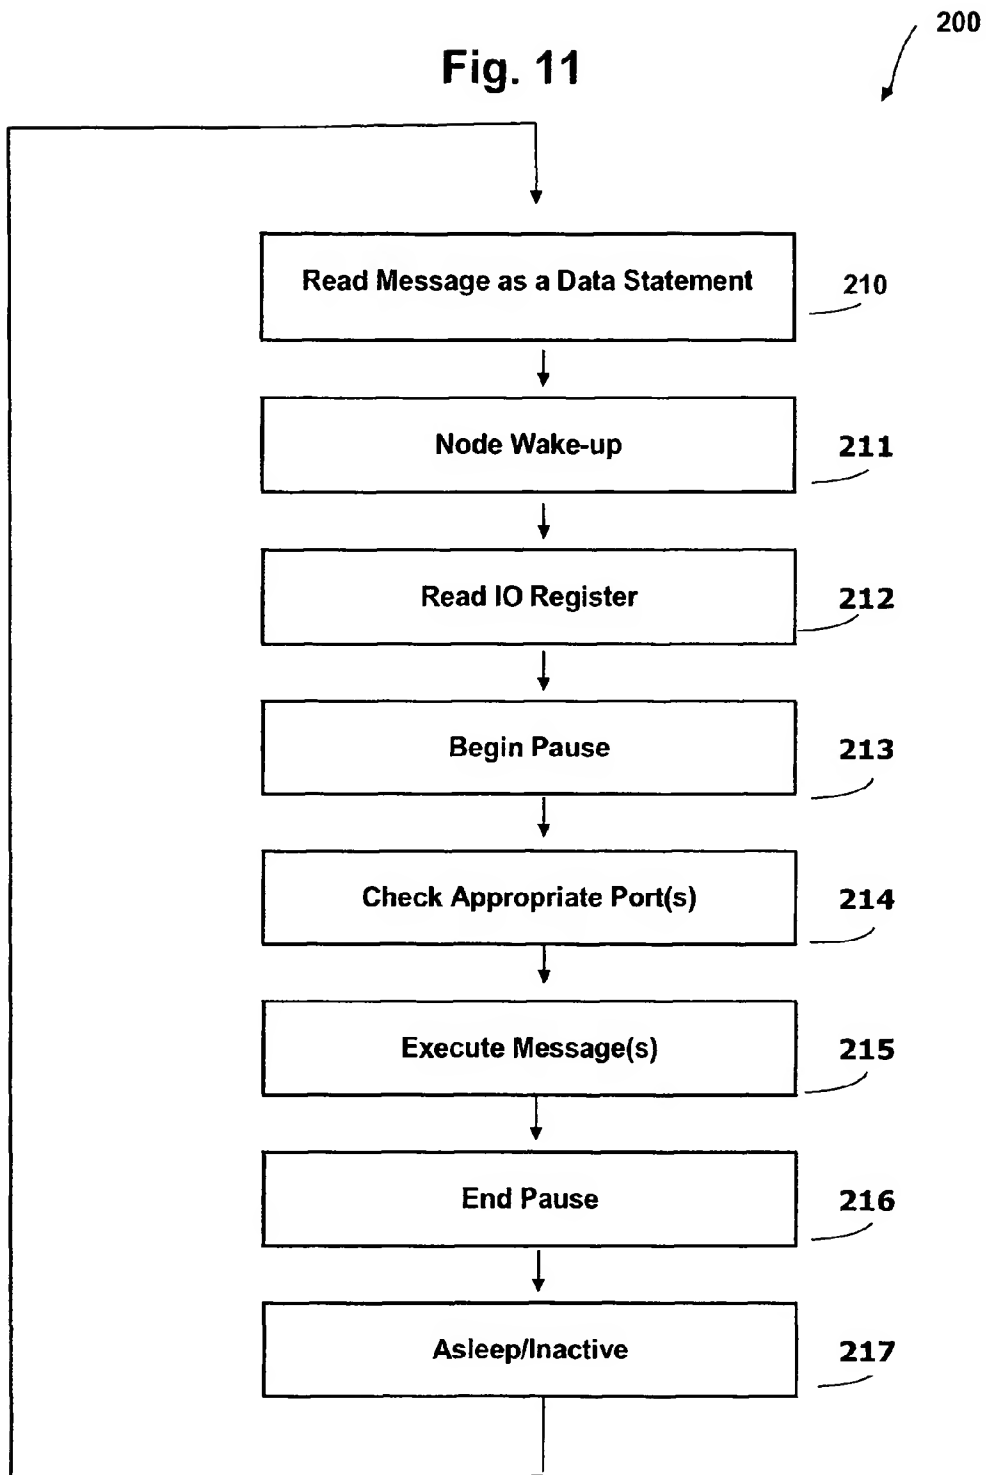 200
Fig. 11
Read Message as a Data Statement
210
Node Wake-up
211
Read IO Register
212
Begin Pause
213
Check Appropriate Port(s)
214
Execute Message(s)
215
End Pause
216
Asleep/Inactive
217